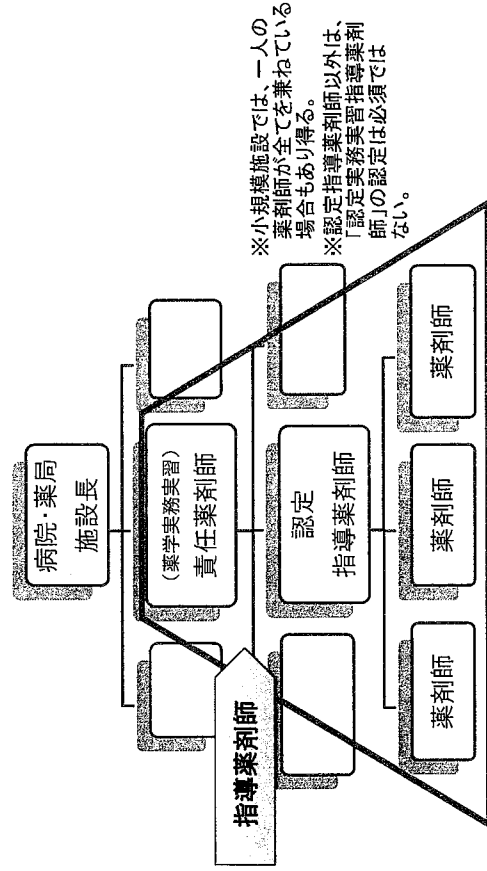 病院・薬局
施設長
(薬学実務実習)
責任薬剤師
指導薬剤師
認定
指導薬剤師
薬剤師
薬剤師
薬剤師
※小規模施設では、一人の
薬剤師が全てを兼ねている
場合もあり得る。
※認定指導薬剤師以外は、
「認定実務実習指導薬剤
師」の認定は必須では
ない。